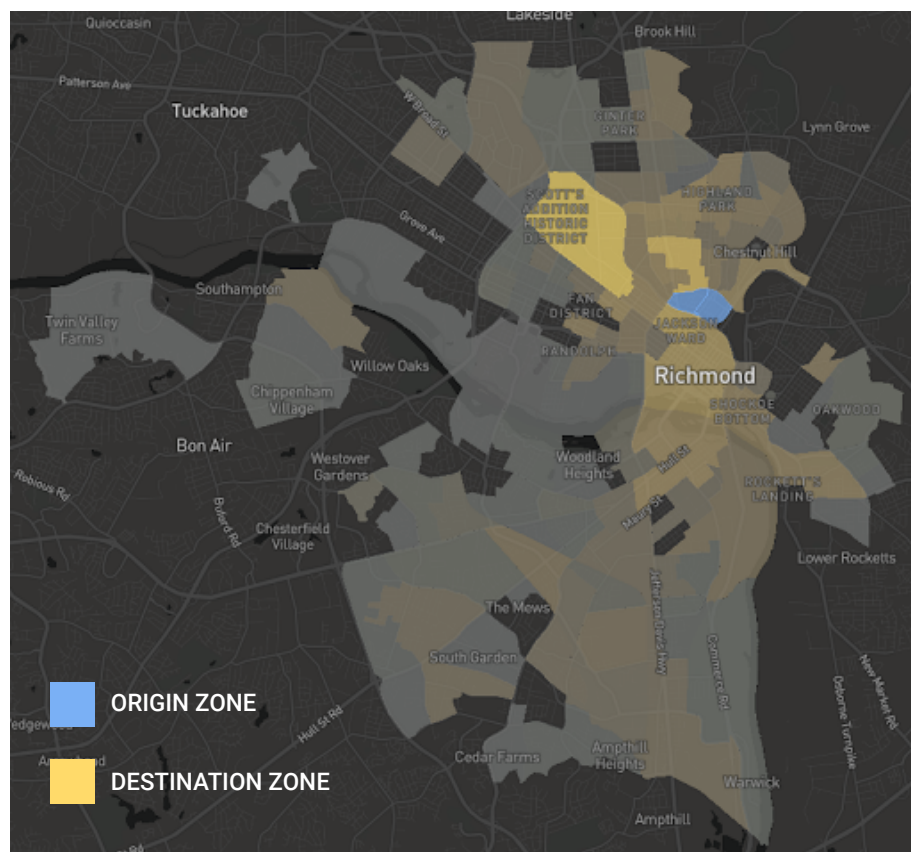 Lakeside
Quioccasin
Brook Hill
Patterson Ave
Tuckahoe
W Broad St
GINTER
PARK
Lynn Grove
SCOTT'S
ADDITION
HISTORIC
DISTRICT
HIGHLAND
PARK
Grove Ave
Chestnut Hill
Southampton
FAN
DISTRICT
Twin Valley
Farms
JACKSON
WARD
RANDOLPH
Willow Oaks
Richmond
Chippenham
Village
SHOCKOE
BOTTOM
OAKWOOD
Bon Air
Westover
Gardens
Woodland
Heights
Hull St
Robious Rd
ROCKETT'S
LANDING
Buford Rd
Maury St
Chesterfield
Village
Lower Rocketts
The Mews
Jefferson Davis Hwy
South Garden
Commerce Rd
New Market Rd
Osborne Turnpike
ORIGIN ZONE
Hull St Rd
Cedar Farms
Ampthill
Heights
DESTINATION ZONE
Warwick
Ampthill